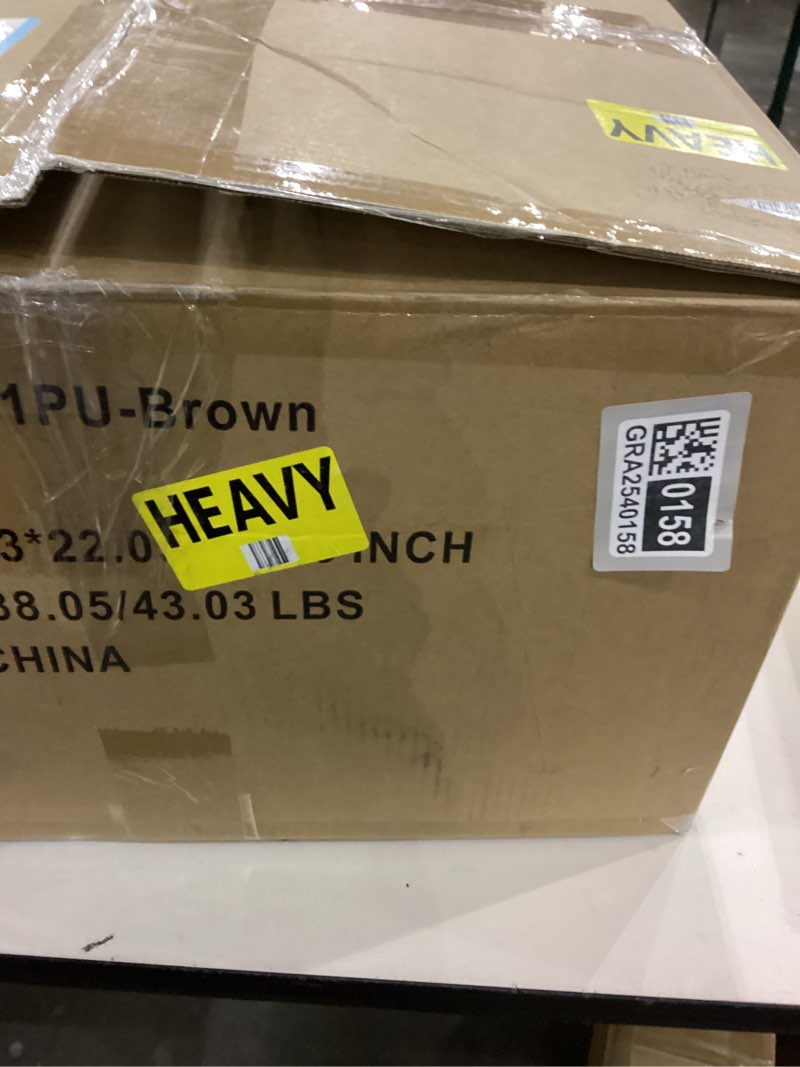 HEAVY
1PU-Brown
HEAVY
3*22.0
INCH
38.05/43.03 LBS
CHINA
GRA2540158
0158